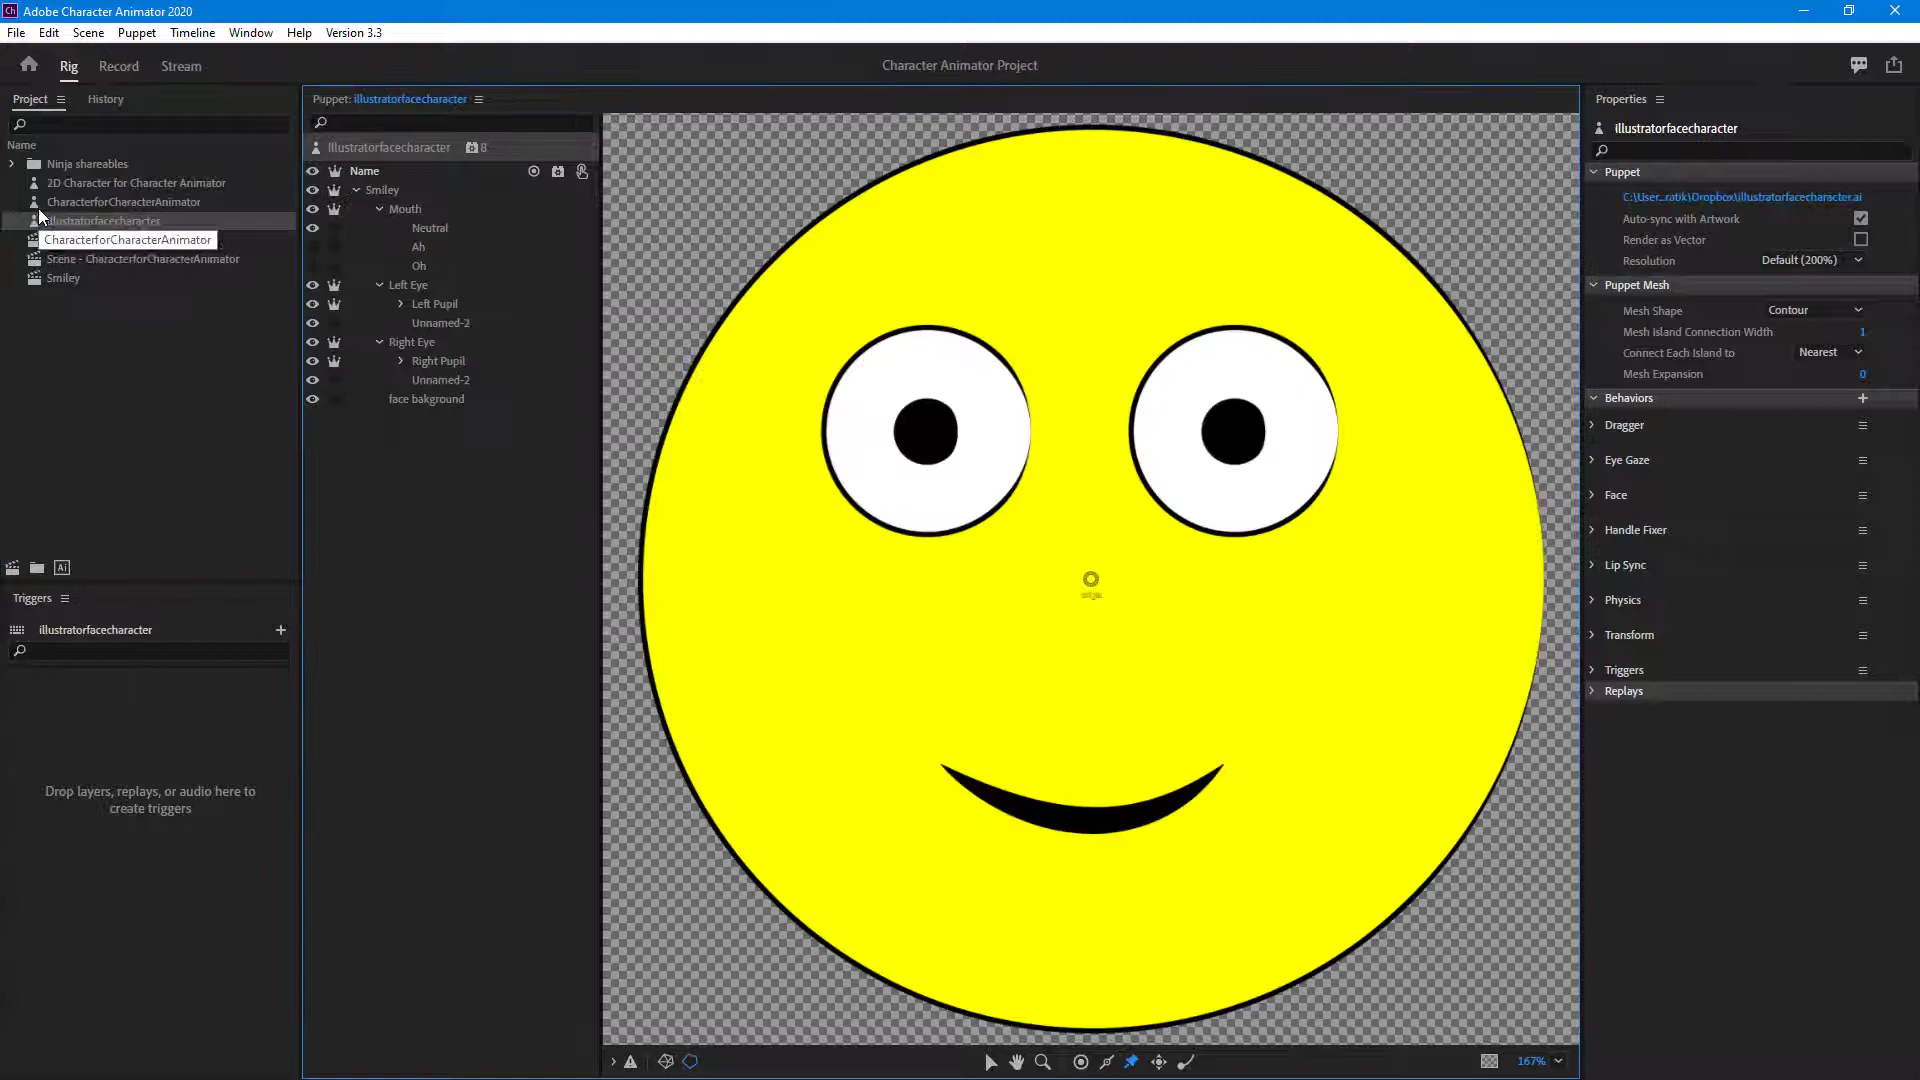 Ch Adobe Character Animator 2020
File Edit Scene Puppet Timeline Window Help Version 3.3
Rig Record Stream Character Animator Project
Project History
Name
Ninja shareables
2D Character for Character Animator
CharacterforCharacterAnimator
illustratorfacecharacter
CharacterforCharacterAnimator
Scene - CharacterforCharacterAnimator
Smiley
Ai
Triggers
illustratorfacecharacter
Drop layers, replays, or audio here to
create triggers
Puppet: illustratorfacecharacter
illustratorfacecharacter 8
Name
Smiley
Mouth
Neutral
Ah
Oh
Left Eye
Left Pupil
Unnamed-2
Right Eye
Right Pupil
Unnamed-2
face bakground
167%
Properties
illustratorfacecharacter
Puppet
C:\User...ratik\Dropbox\illustratorfacecharacter.ai
Auto-sync with Artwork
Render as Vector
Resolution Default (200%)
Puppet Mesh
Mesh Shape Contour
Mesh Island Connection Width 1
Connect Each Island to Nearest
Mesh Expansion 0
Behaviors
Dragger
Eye Gaze
Face
Handle Fixer
Lip Sync
Physics
Transform
Triggers
Replays